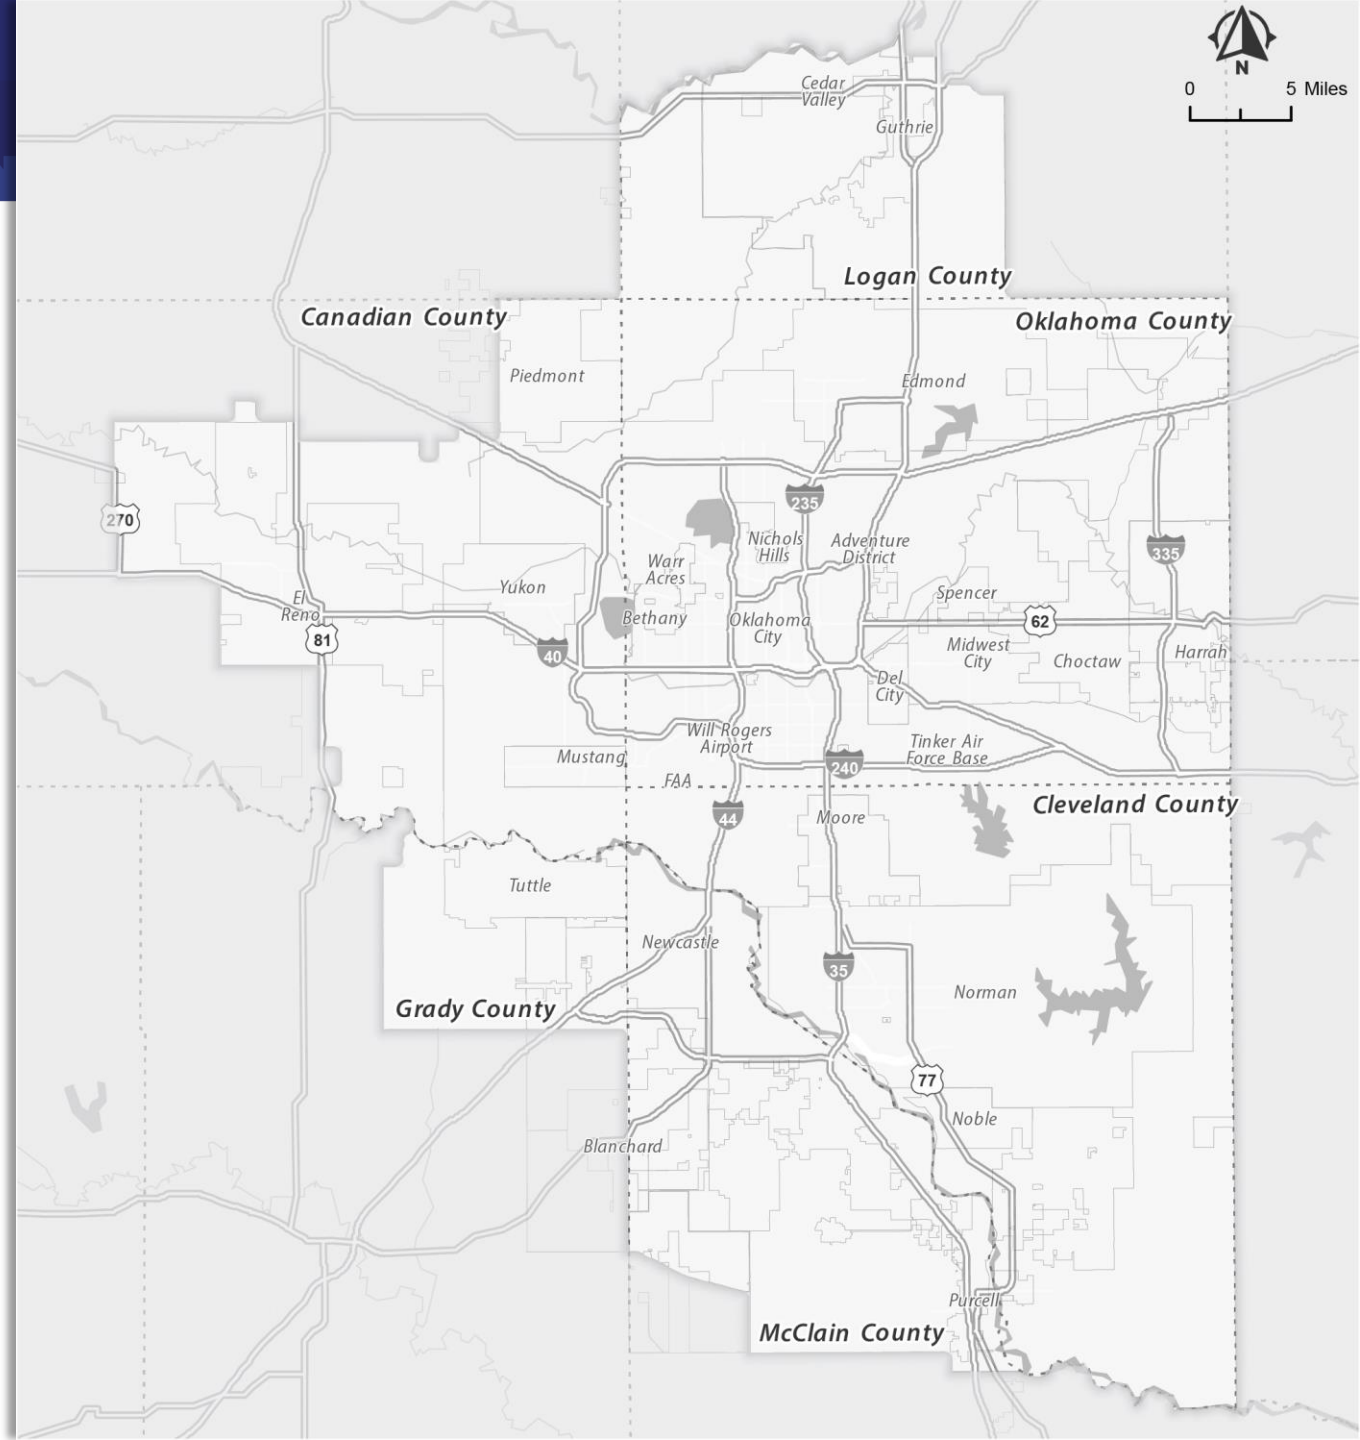 N
0 5 Miles
Cedar
Valley
Guthrie
Logan County
Canadian County
Oklahoma County
Piedmont
Edmond
235
270
Nichols
Hills
Adventure
District
335
Warr
Acres
Yukon
Spencer
El
Reno
Bethany
Oklahoma
City
62
81
40
Midwest
City
Choctaw
Harrah
Del
City
Will Rogers
Airport
Tinker Air
Force Base
Mustang
240
FAA
Cleveland County
44
Moore
Tuttle
Newcastle
35
Norman
Grady County
77
Noble
Blanchard
Purcell
McClain County